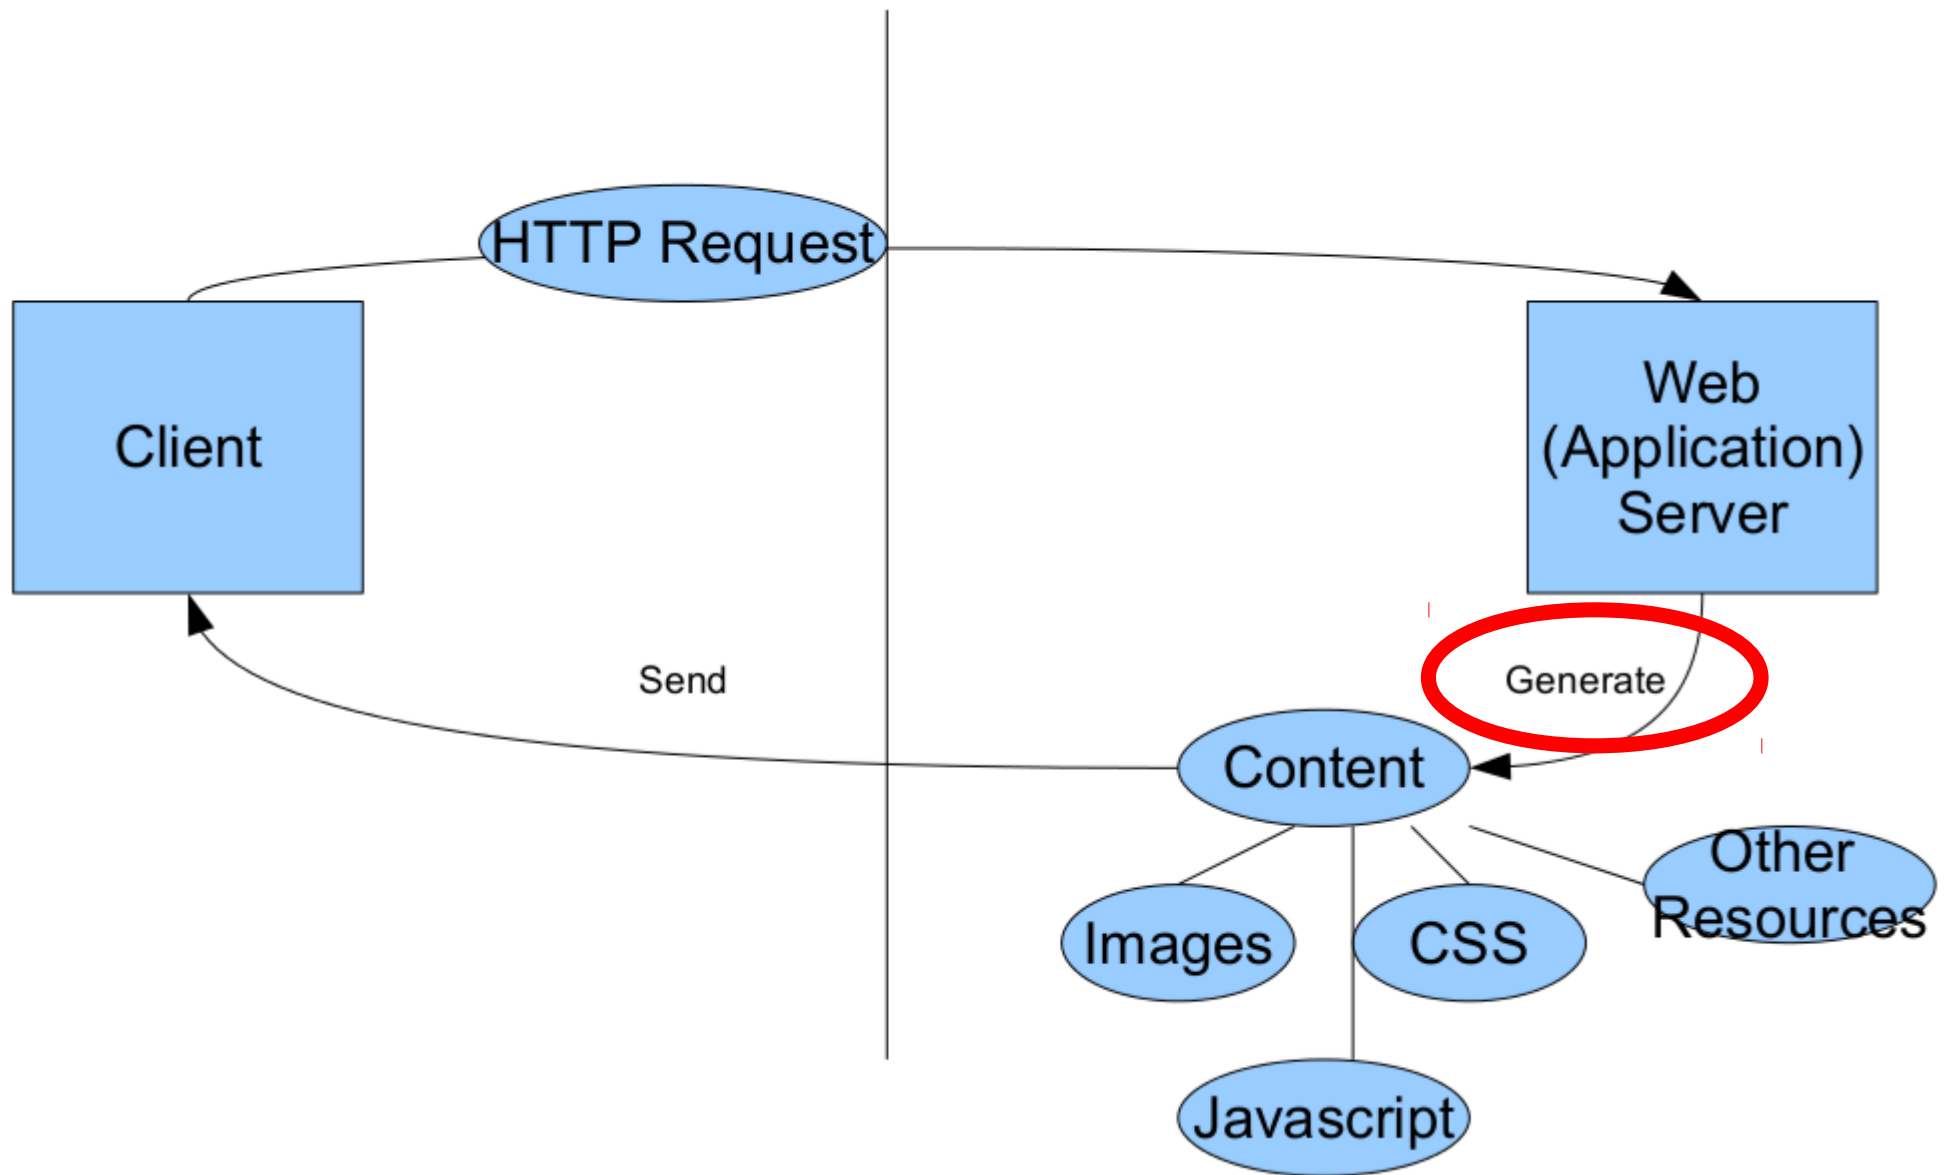 HTTP Request
Client
Web
(Application)
Server
Send
Generate
Content
Other
Resources
Images
CSS
Javascript